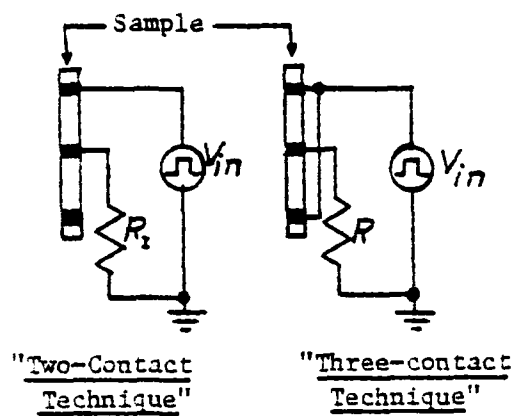 Sample
Vin
R1
Vin
R
"Two-Contact
Technique"
"Three-contact
Technique"